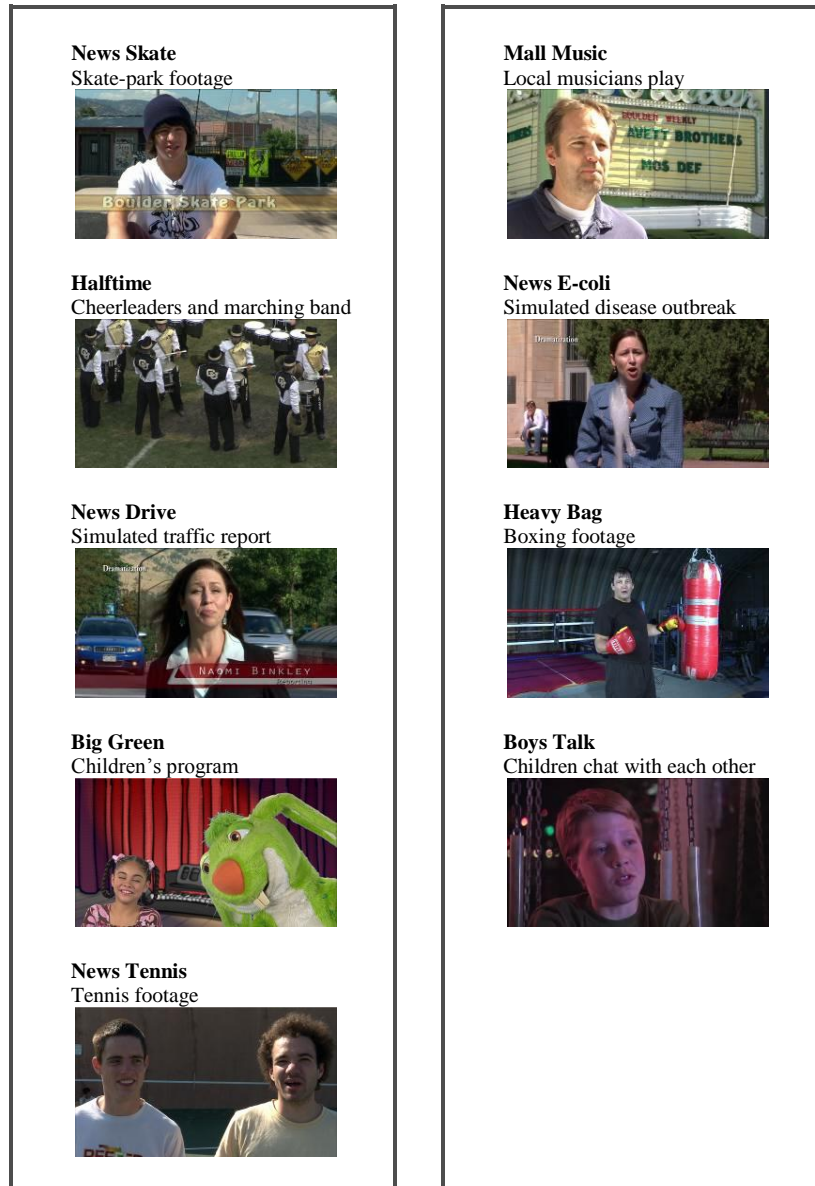 News Skate
Skate-park footage
Boulder Skate Park
Halftime
Cheerleaders and marching band
News Drive
Simulated traffic report
Dramatization
NAOMI BINKLEY
Reporting
Big Green
Children's program
News Tennis
Tennis footage
Mall Music
Local musicians play
BOULDER WEEKLY
AVETT BROTHERS
MOS DEF
News E-coli
Simulated disease outbreak
Dramatization
Heavy Bag
Boxing footage
Boys Talk
Children chat with each other